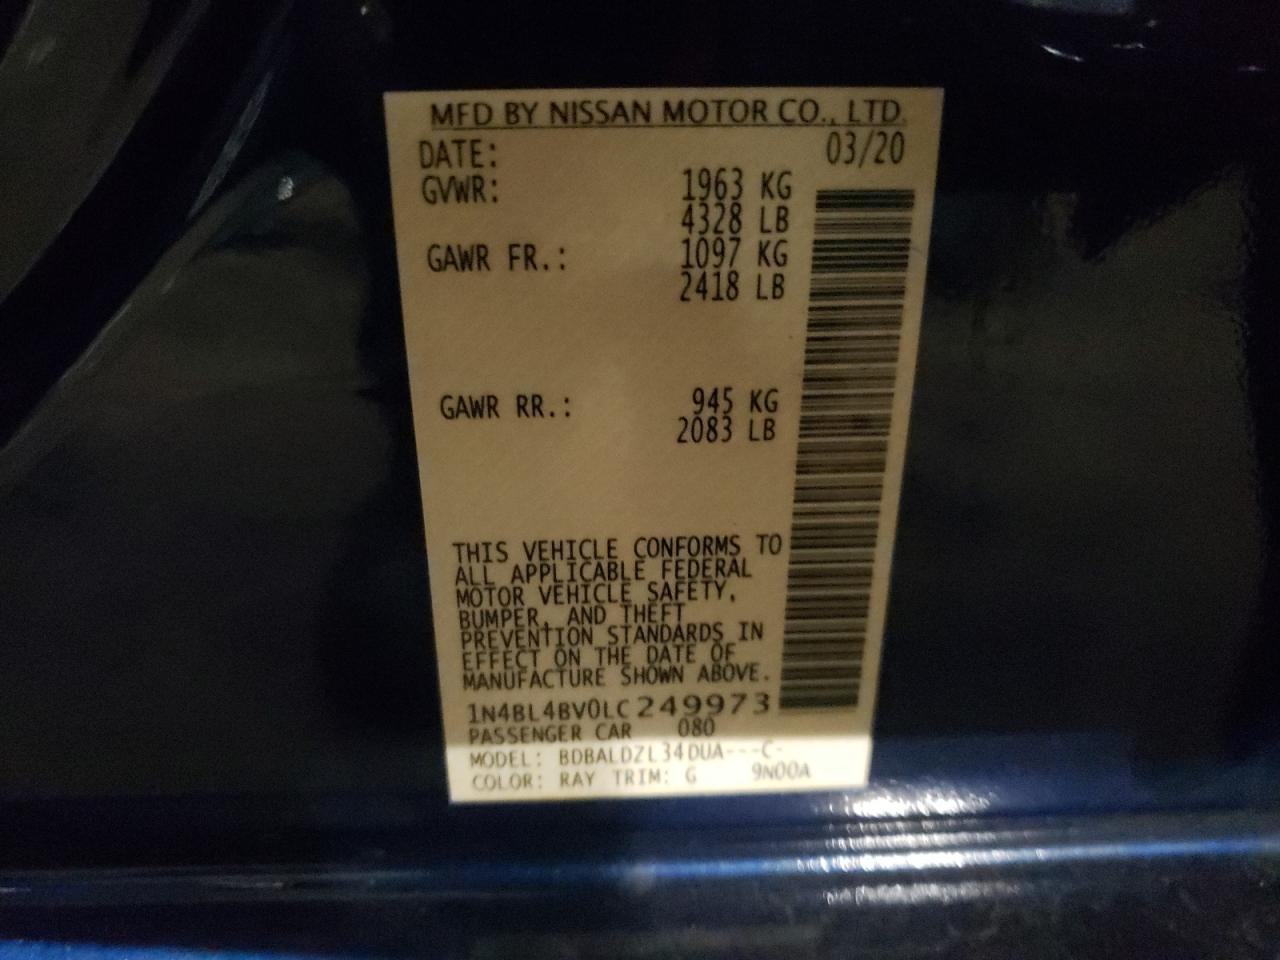 MFD BY NISSAN MOTOR CO., LTD.
DATE: 03/20
GVWR: 1963 KG
4328 LB
GAWR FR.: 1097 KG
2418 LB
GAWR RR.: 945 KG
2083 LB
THIS VEHICLE CONFORMS TO
ALL APPLICABLE FEDERAL
MOTOR VEHICLE SAFETY,
BUMPER, AND THEFT
PREVENTION STANDARDS IN
EFFECT ON THE DATE OF
MANUFACTURE SHOWN ABOVE.
1N4BL4BV0LC249973
PASSENGER CAR 080
MODEL: BDBALDZL34DUA---C-
COLOR: RAY TRIM: G 9N00A